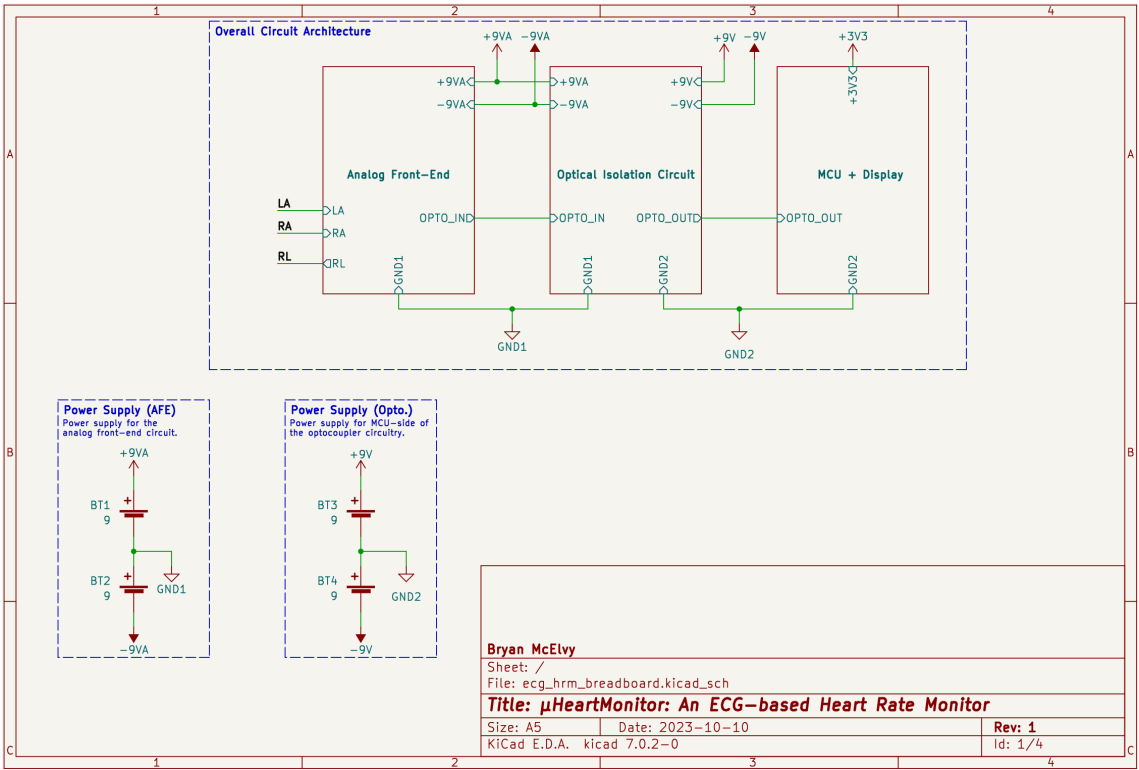 1 2 3 4
Overall Circuit Architecture
+9VA -9VA +9V -9V +3V3
+9VA +9VA +9V +3V3
-9VA -9VA -9V
A A
Analog Front-End Optical Isolation Circuit MCU + Display
LA LA
OPTO_IN OPTO_IN OPTO_OUT OPTO_OUT
RA RA
RL RL
GND1 GND1 GND2 GND2
GND1 GND2
Power Supply (AFE)
Power supply for the
analog front-end circuit.
+9VA
BT1
9
BT2
9
GND1
-9VA
Power Supply (Opto.)
Power supply for MCU-side of
the optocoupler circuitry.
+9V
BT3
9
BT4
9
GND2
-9V
B B
Bryan McElvy
Sheet: /
File: ecg_hrm_breadboard.kicad_sch
Title: μHeartMonitor: An ECG-based Heart Rate Monitor
Size: A5 Date: 2023-10-10 Rev: 1
KiCad E.D.A. kicad 7.0.2-0 Id: 1/4
C C
1 2 3 4